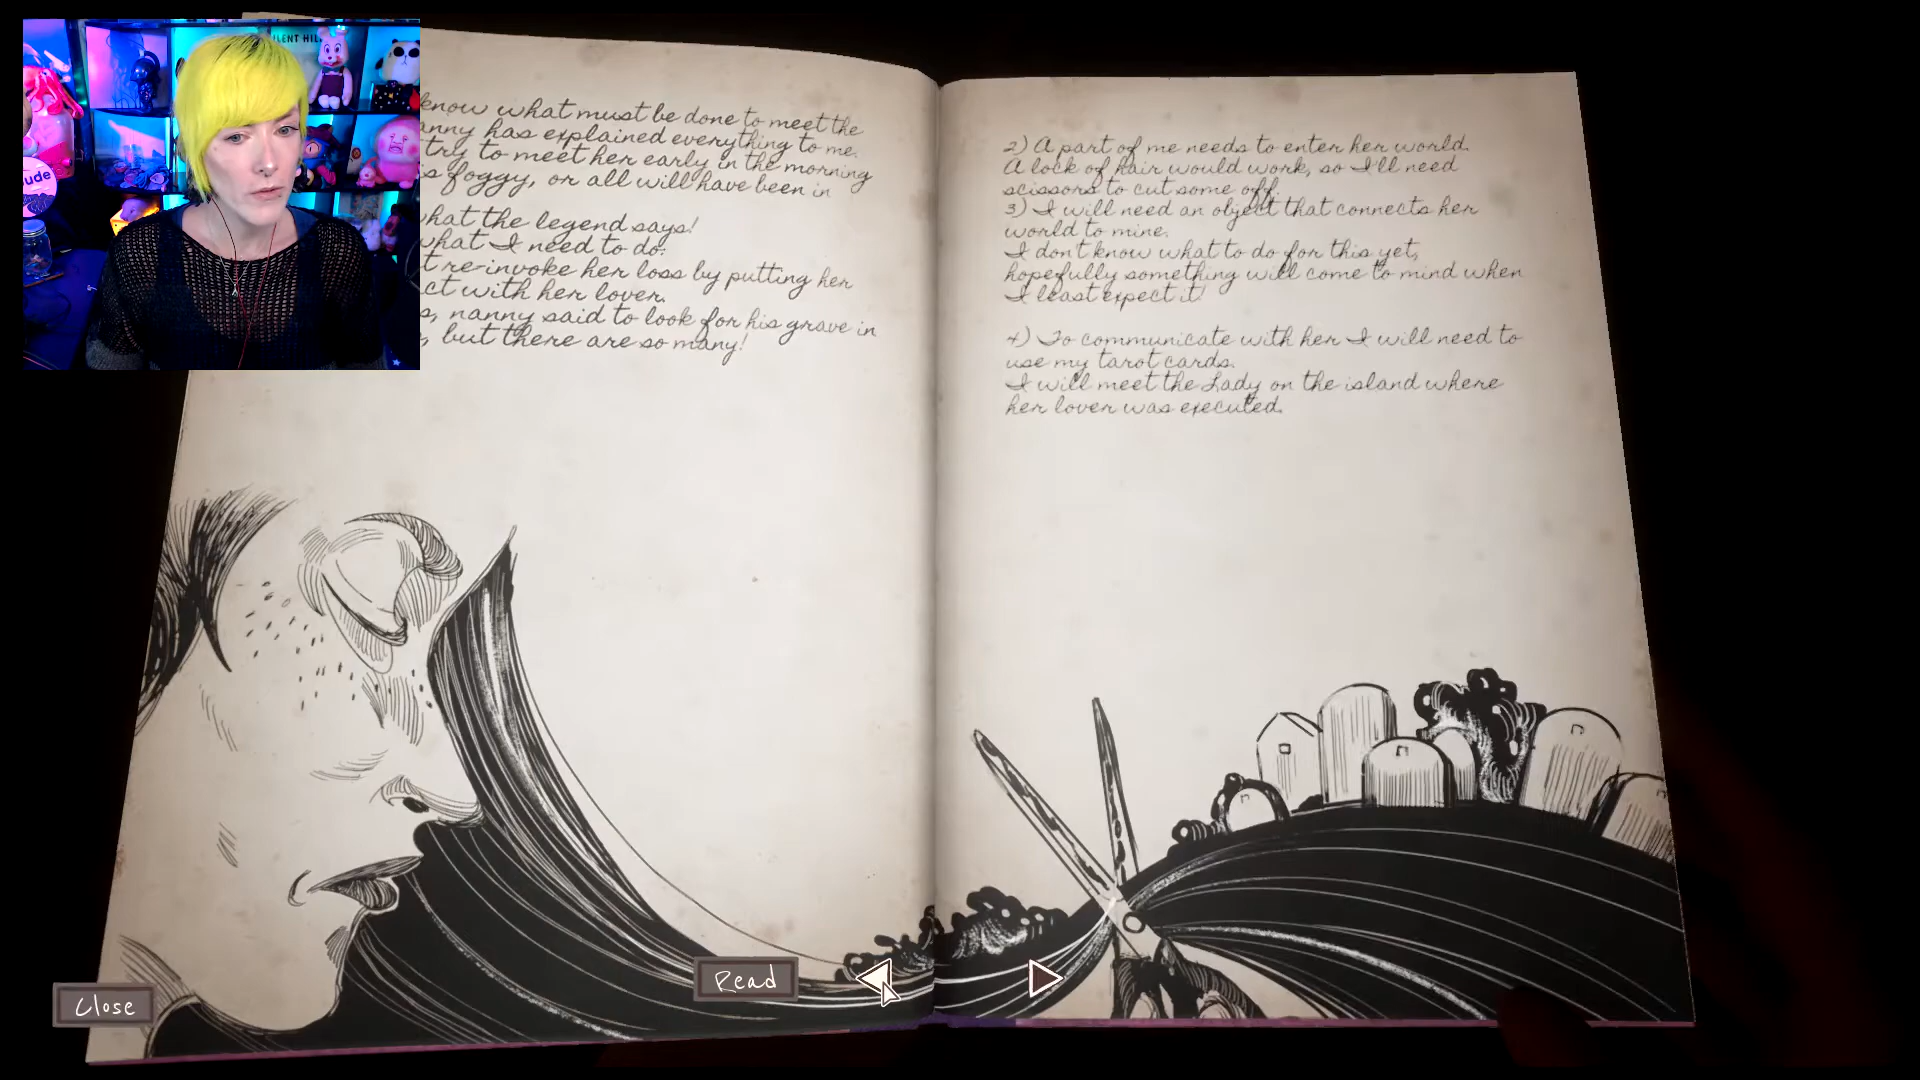 SILENT HIL
ude
know what must be done to meet the
anny has explained everything to me.
try to meet her early in the morning
s foggy, or all will have been in
what the legend says!
what I need to do:
t re-invoke her loss by putting her
ct with her lover.
s, nanny said to look for his grave in
, but there are so many!
2) A part of me needs to enter her world.
A lock of hair would work, so I'll need
scissors to cut some off.
3) I will need an object that connects her
world to mine.
I don't know what to do for this yet,
hopefully something will come to mind when
I least expect it!
4) To communicate with her I will need to
use my tarot cards.
I will meet the Lady on the island where
her lover was executed.
Read
Close